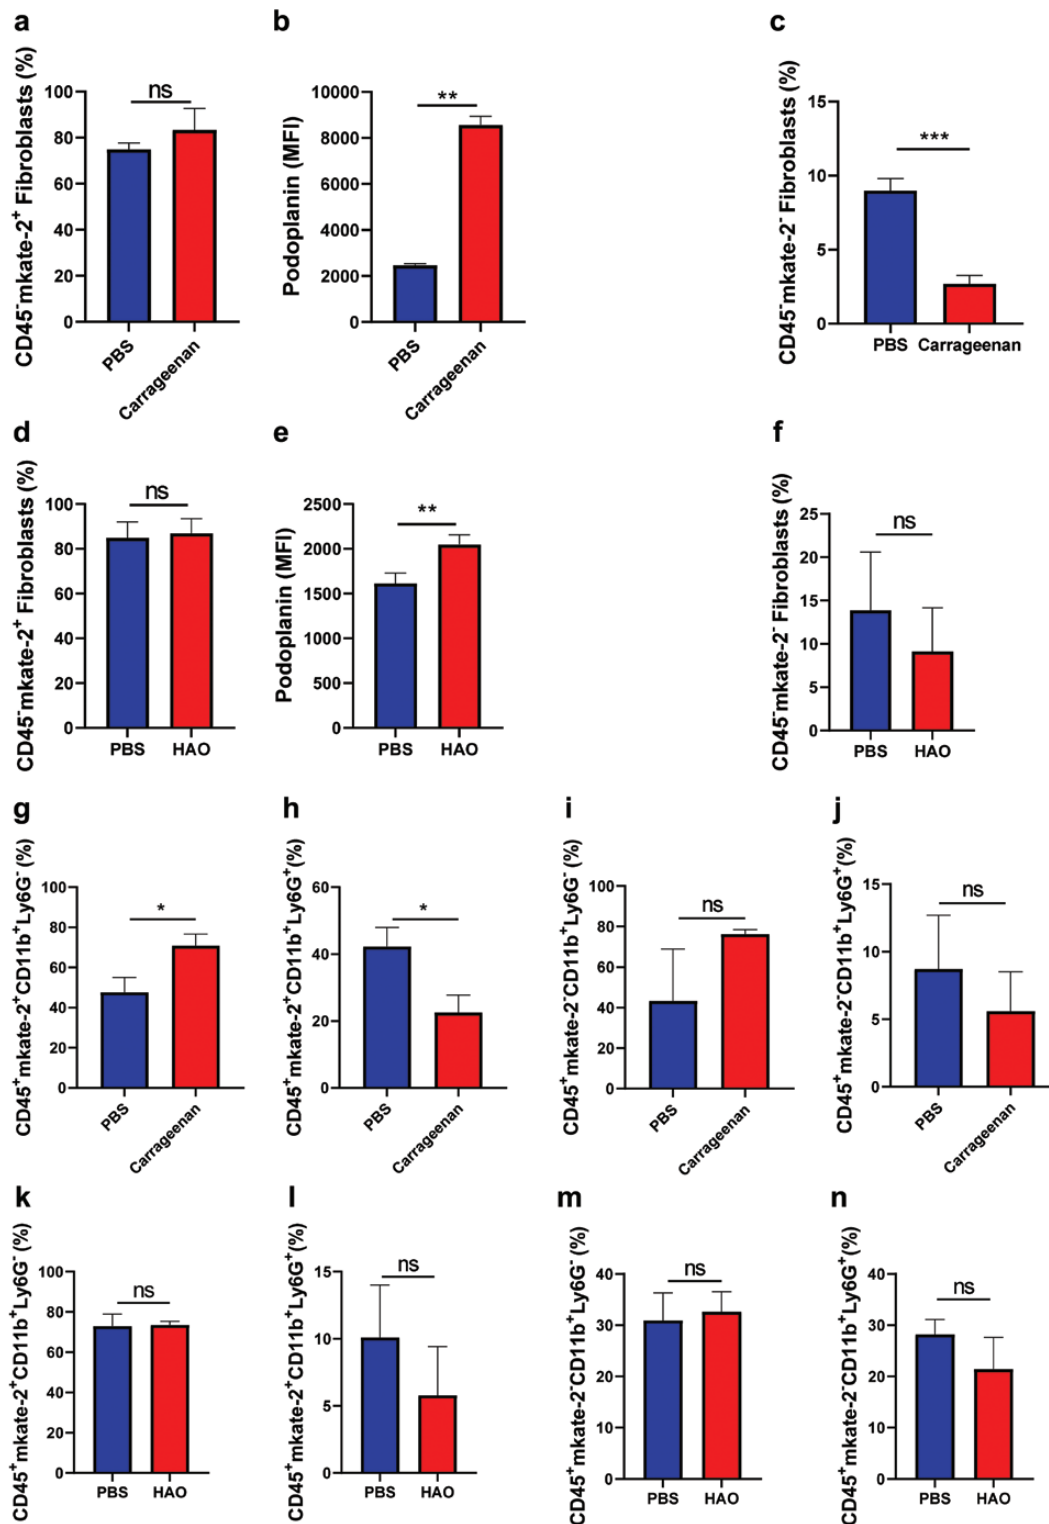 a
CD45⁻mkate-2⁺ Fibroblasts (%)
100
80
60
40
20
0
ns
PBS
Carrageenan
b
Podoplanin (MFI)
10000
8000
6000
4000
2000
0
**
PBS
Carrageenan
c
CD45⁻mkate-2⁻ Fibroblasts (%)
15
10
5
0
***
PBS
Carrageenan
d
CD45⁻mkate-2⁺ Fibroblasts (%)
100
80
60
40
20
0
ns
PBS
HAO
e
Podoplanin (MFI)
2500
2000
1500
1000
500
0
**
PBS
HAO
f
CD45⁻mkate-2⁻ Fibroblasts (%)
25
20
15
10
5
0
ns
PBS
HAO
g
CD45⁺mkate-2⁺CD11b⁺Ly6G⁻(%)
100
80
60
40
20
0
*
PBS
Carrageenan
h
CD45⁺mkate-2⁺CD11b⁺Ly6G⁺(%)
60
40
20
0
*
PBS
Carrageenan
i
CD45⁺mkate-2⁻CD11b⁺Ly6G⁻(%)
100
80
60
40
20
0
ns
PBS
Carrageenan
j
CD45⁺mkate-2⁻CD11b⁺Ly6G⁺(%)
15
10
5
0
ns
PBS
Carrageenan
k
CD45⁺mkate-2⁺CD11b⁺Ly6G⁻(%)
100
80
60
40
20
0
ns
PBS
HAO
l
CD45⁺mkate-2⁺CD11b⁺Ly6G⁺(%)
15
10
5
0
ns
PBS
HAO
m
CD45⁺mkate-2⁻CD11b⁺Ly6G⁻(%)
40
30
20
10
0
ns
PBS
HAO
n
CD45⁺mkate-2⁻CD11b⁺Ly6G⁺(%)
40
30
20
10
0
ns
PBS
HAO